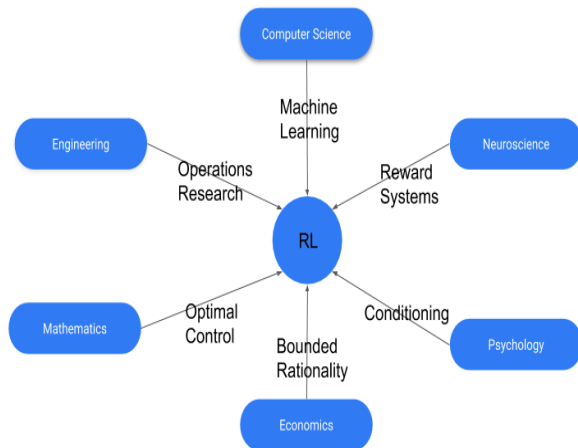 Computer Science
Machine
Learning
Engineering
Neuroscience
Operations
Research
Reward
Systems
RL
Mathematics
Optimal
Control
Conditioning
Psychology
Bounded
Rationality
Economics